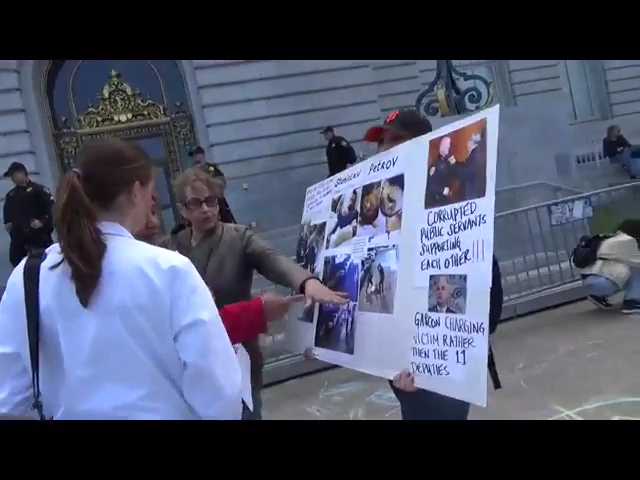 STANISLAV PETROV
CORRUPTED
PUBLIC SERVANTS
SUPPORTING
EACH OTHER!!!
GARCON CHARGING
VICTIM RATHER
THEN THE 11
DEPUTIES